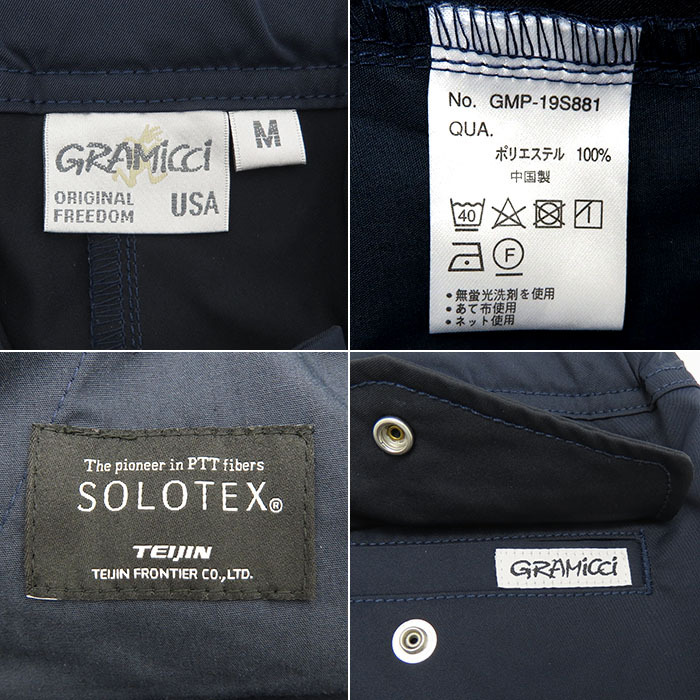 GRAMiCCi
M
ORIGINAL
FREEDOM
USA
No. GMP-19S881
QUA.
ポリエステル 100%
中国製
40
F
・無蛍光洗剤を使用
・あて布使用
・ネット使用
The pioneer in PTT fibers
SOLOTEX®
TEIJIN
TEIJIN FRONTIER CO., LTD.
GRAMiCCi